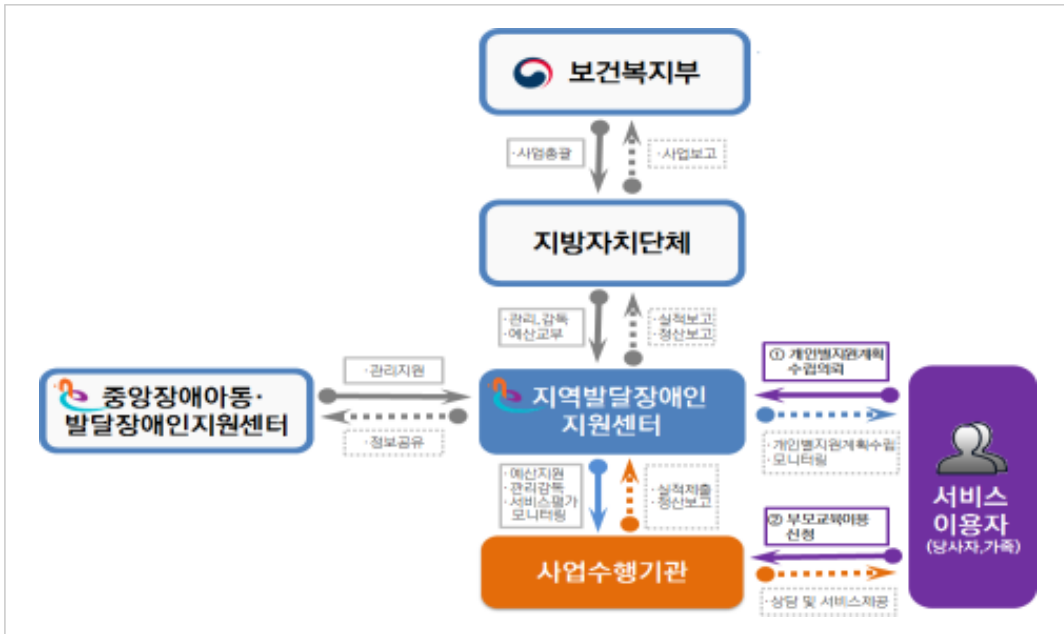 보건복지부
·사업총괄
·사업보고
지방자치단체
·관리,감독
·예산교부
·실적보고
·정산보고
① 개인별지원계획
수립의뢰
·관리지원
중앙장애아동·
발달장애인지원센터
지역발달장애인
지원센터
·정보공유
·개인별지원계획수립
·모니터링
·예산지원
·관리감독
·서비스평가
모니터링
·실적제출
·정산보고
서비스
이용자
(당사자,가족)
② 부모교육이용
신청
사업수행기관
·상담 및 서비스제공